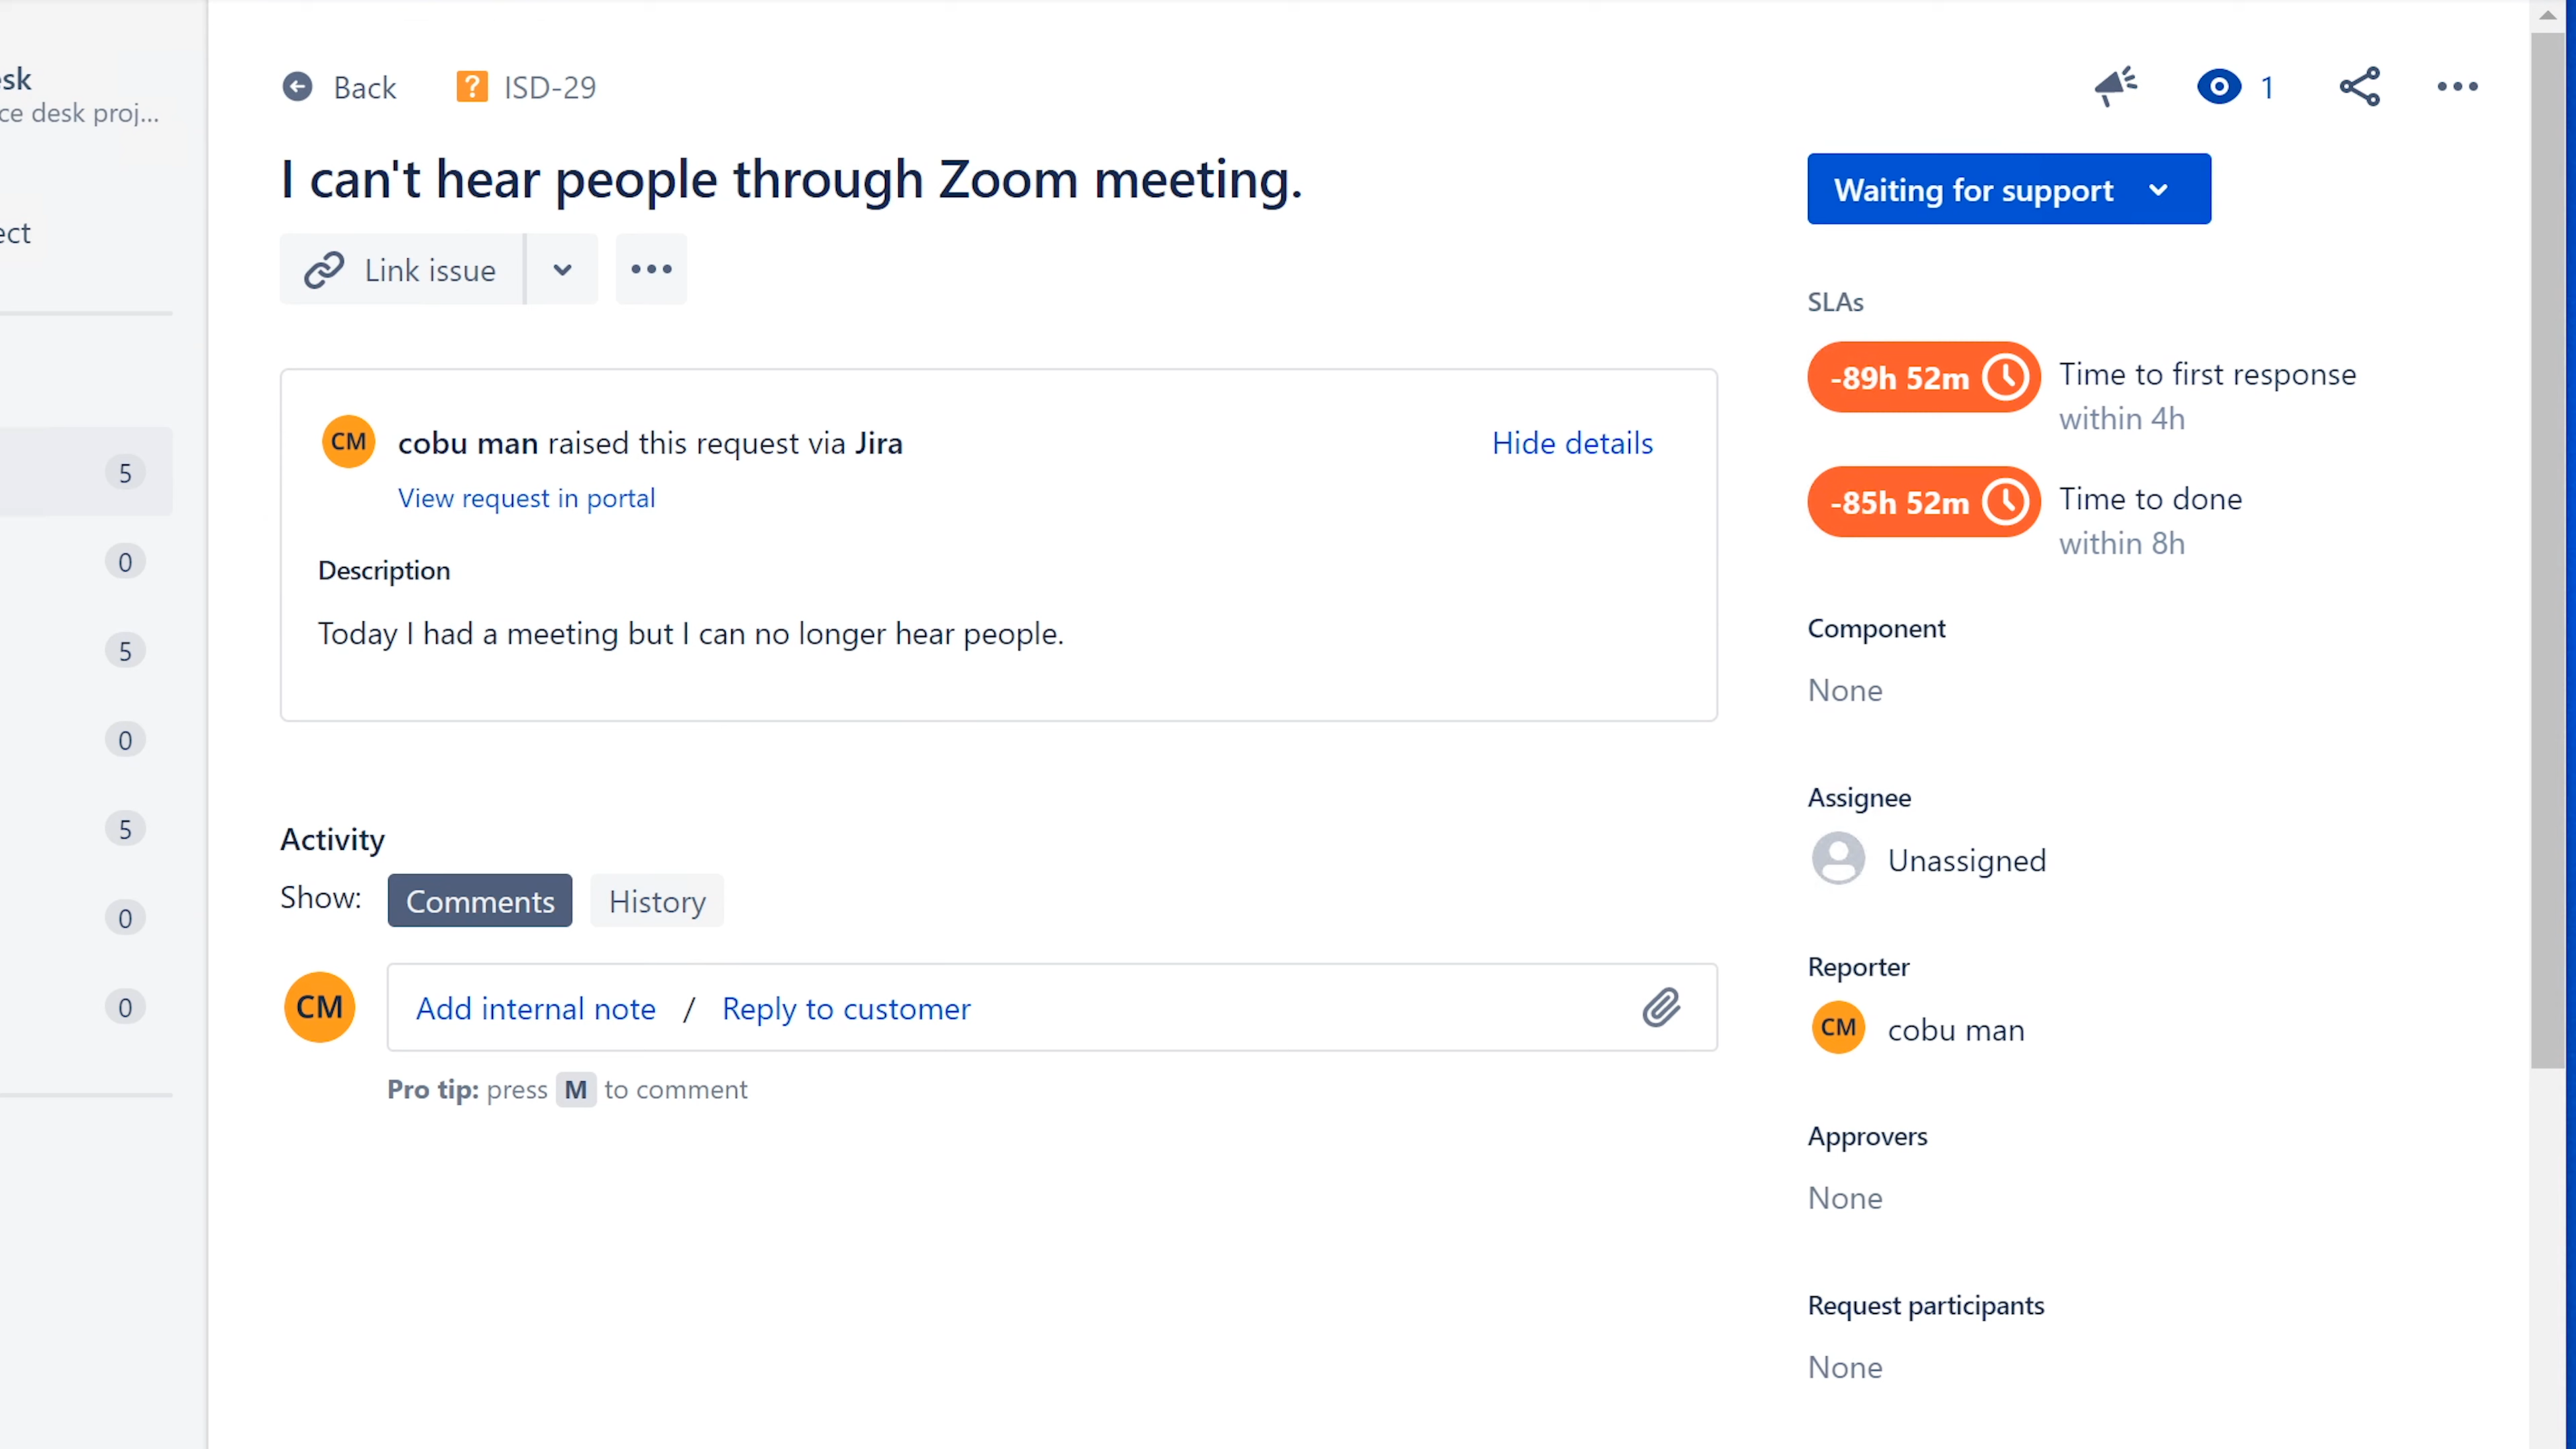 esk
ce desk proj...
ect
5
0
5
0
5
0
0
Back ? ISD-29
1
I can't hear people through Zoom meeting.
Link issue
CM cobu man raised this request via Jira Hide details
View request in portal
Description
Today I had a meeting but I can no longer hear people.
Activity
Show: Comments History
CM Add internal note / Reply to customer
Pro tip: press M to comment
Waiting for support
SLAs
-89h 52m Time to first response
within 4h
-85h 52m Time to done
within 8h
Component
None
Assignee
Unassigned
Reporter
CM cobu man
Approvers
None
Request participants
None